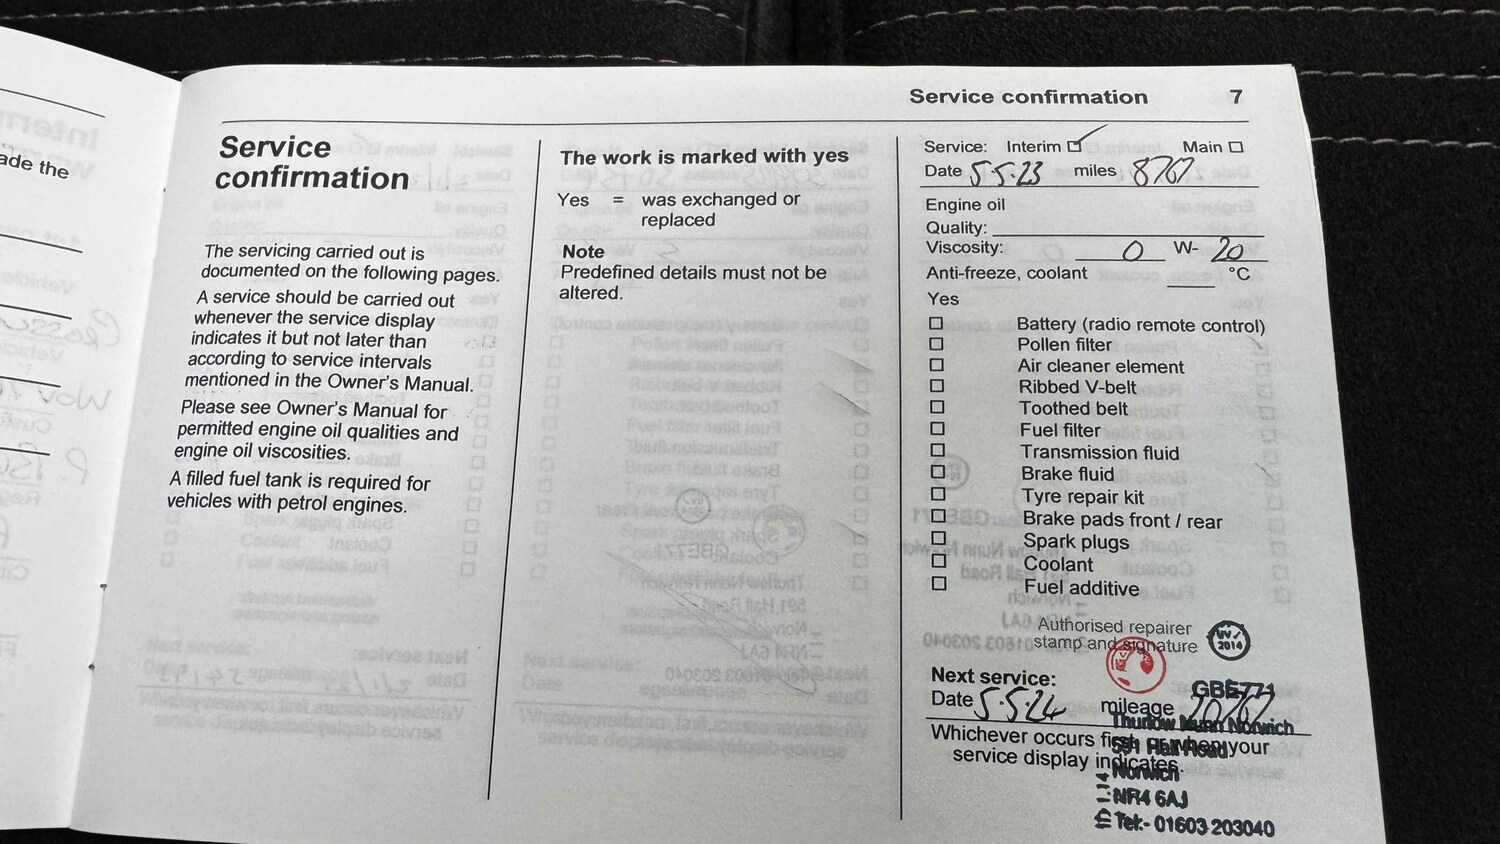 ade the
Service confirmation 7
Service
confirmation
The servicing carried out is
documented on the following pages.
A service should be carried out
whenever the service display
indicates it but not later than
according to service intervals
mentioned in the Owner's Manual.
Please see Owner's Manual for
permitted engine oil qualities and
engine oil viscosities.
A filled fuel tank is required for
vehicles with petrol engines.
The work is marked with yes
Yes = was exchanged or
replaced
Note
Predefined details must not be
altered.
Service: Interim ☑ Main ☐
Date 5.5.23 miles 8767
Engine oil
Quality:
Viscosity: 0 W- 20
Anti-freeze, coolant °C
Yes
☐ Battery (radio remote control)
☐ Pollen filter
☐ Air cleaner element
☐ Ribbed V-belt
☐ Toothed belt
☐ Fuel filter
☐ Transmission fluid
☐ Brake fluid
☐ Tyre repair kit
☐ Brake pads front / rear
☐ Spark plugs
☐ Coolant
☐ Fuel additive
Authorised repairer
stamp and signature
2014
Next service:
GBE771
Date 5.5.24 mileage
Thurlow Nunn Norwich
Whichever occurs first or when your
591 Hall Road
service display indicates.
Norwich
NR4 6AJ
Tel:- 01603 203040